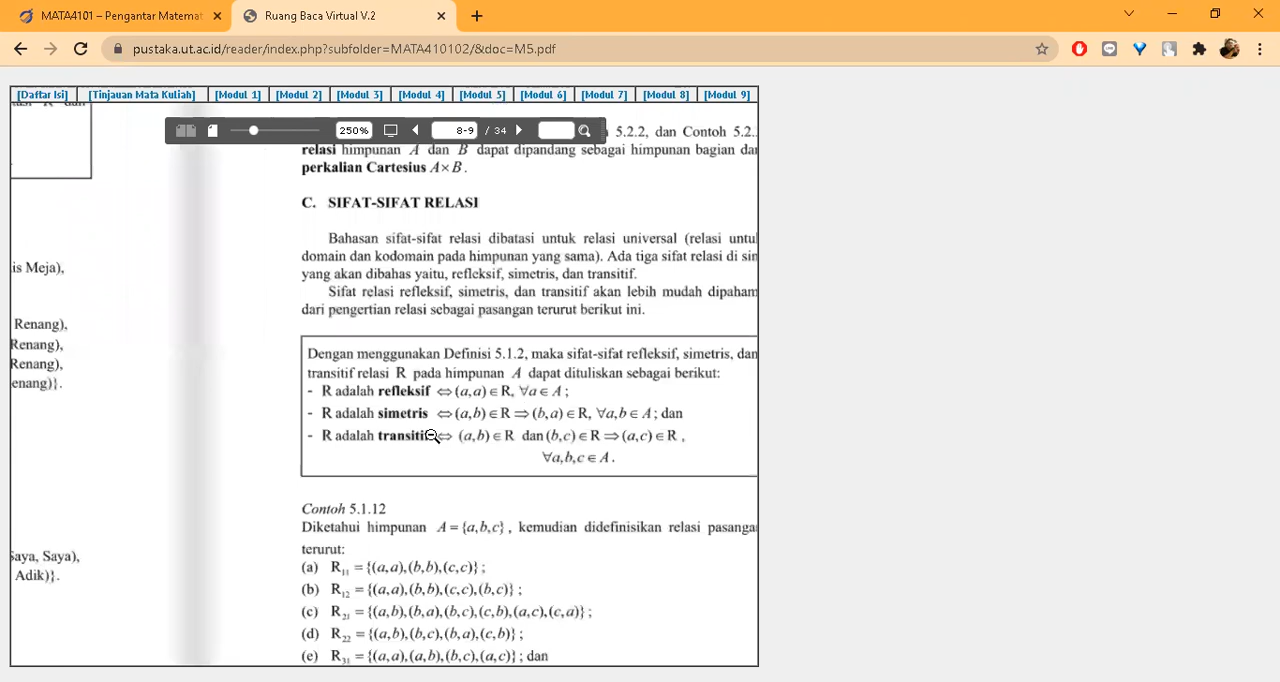 MATA4101 – Pengantar Matemat
Ruang Baca Virtual V.2
pustaka.ut.ac.id/reader/index.php?subfolder=MATA410102/&doc=M5.pdf
[Daftar Isi] [Tinjauan Mata Kuliah] [Modul 1] [Modul 2] [Modul 3] [Modul 4] [Modul 5] [Modul 6] [Modul 7] [Modul 8] [Modul 9]
250% 8-9 / 34
is Meja),
Renang),
Renang),
Renang),
enang)}.
Saya, Saya),
Adik)}.
5.2.2, dan Contoh 5.2..
relasi himpunan A dan B dapat dipandang sebagai himpunan bagian dar
perkalian Cartesius A×B.
C. SIFAT-SIFAT RELASI
Bahasan sifat-sifat relasi dibatasi untuk relasi universal (relasi untu
domain dan kodomain pada himpunan yang sama). Ada tiga sifat relasi di sin
yang akan dibahas yaitu, refleksif, simetris, dan transitif.
Sifat relasi refleksif, simetris, dan transitif akan lebih mudah dipaham
dari pengertian relasi sebagai pasangan terurut berikut ini.
Dengan menggunakan Definisi 5.1.2, maka sifat-sifat refleksif, simetris, dan
transitif relasi R pada himpunan A dapat dituliskan sebagai berikut:
- R adalah refleksif ⇔ (a,a) ∈ R, ∀a ∈ A;
- R adalah simetris ⇔ (a,b) ∈ R ⇒ (b,a) ∈ R, ∀a,b ∈ A; dan
- R adalah transitif ⇔ (a,b) ∈ R dan (b,c) ∈ R ⇒ (a,c) ∈ R ,
∀a,b,c ∈ A.
Contoh 5.1.12
Diketahui himpunan A = {a,b,c}, kemudian didefinisikan relasi pasanga
terurut:
(a) R₁₁ = {(a,a),(b,b),(c,c)};
(b) R₁₂ = {(a,a),(b,b),(c,c),(b,c)};
(c) R₂₁ = {(a,b),(b,a),(b,c),(c,b),(a,c),(c,a)};
(d) R₂₂ = {(a,b),(b,c),(b,a),(c,b)};
(e) R₃₁ = {(a,a),(a,b),(b,c),(a,c)}; dan